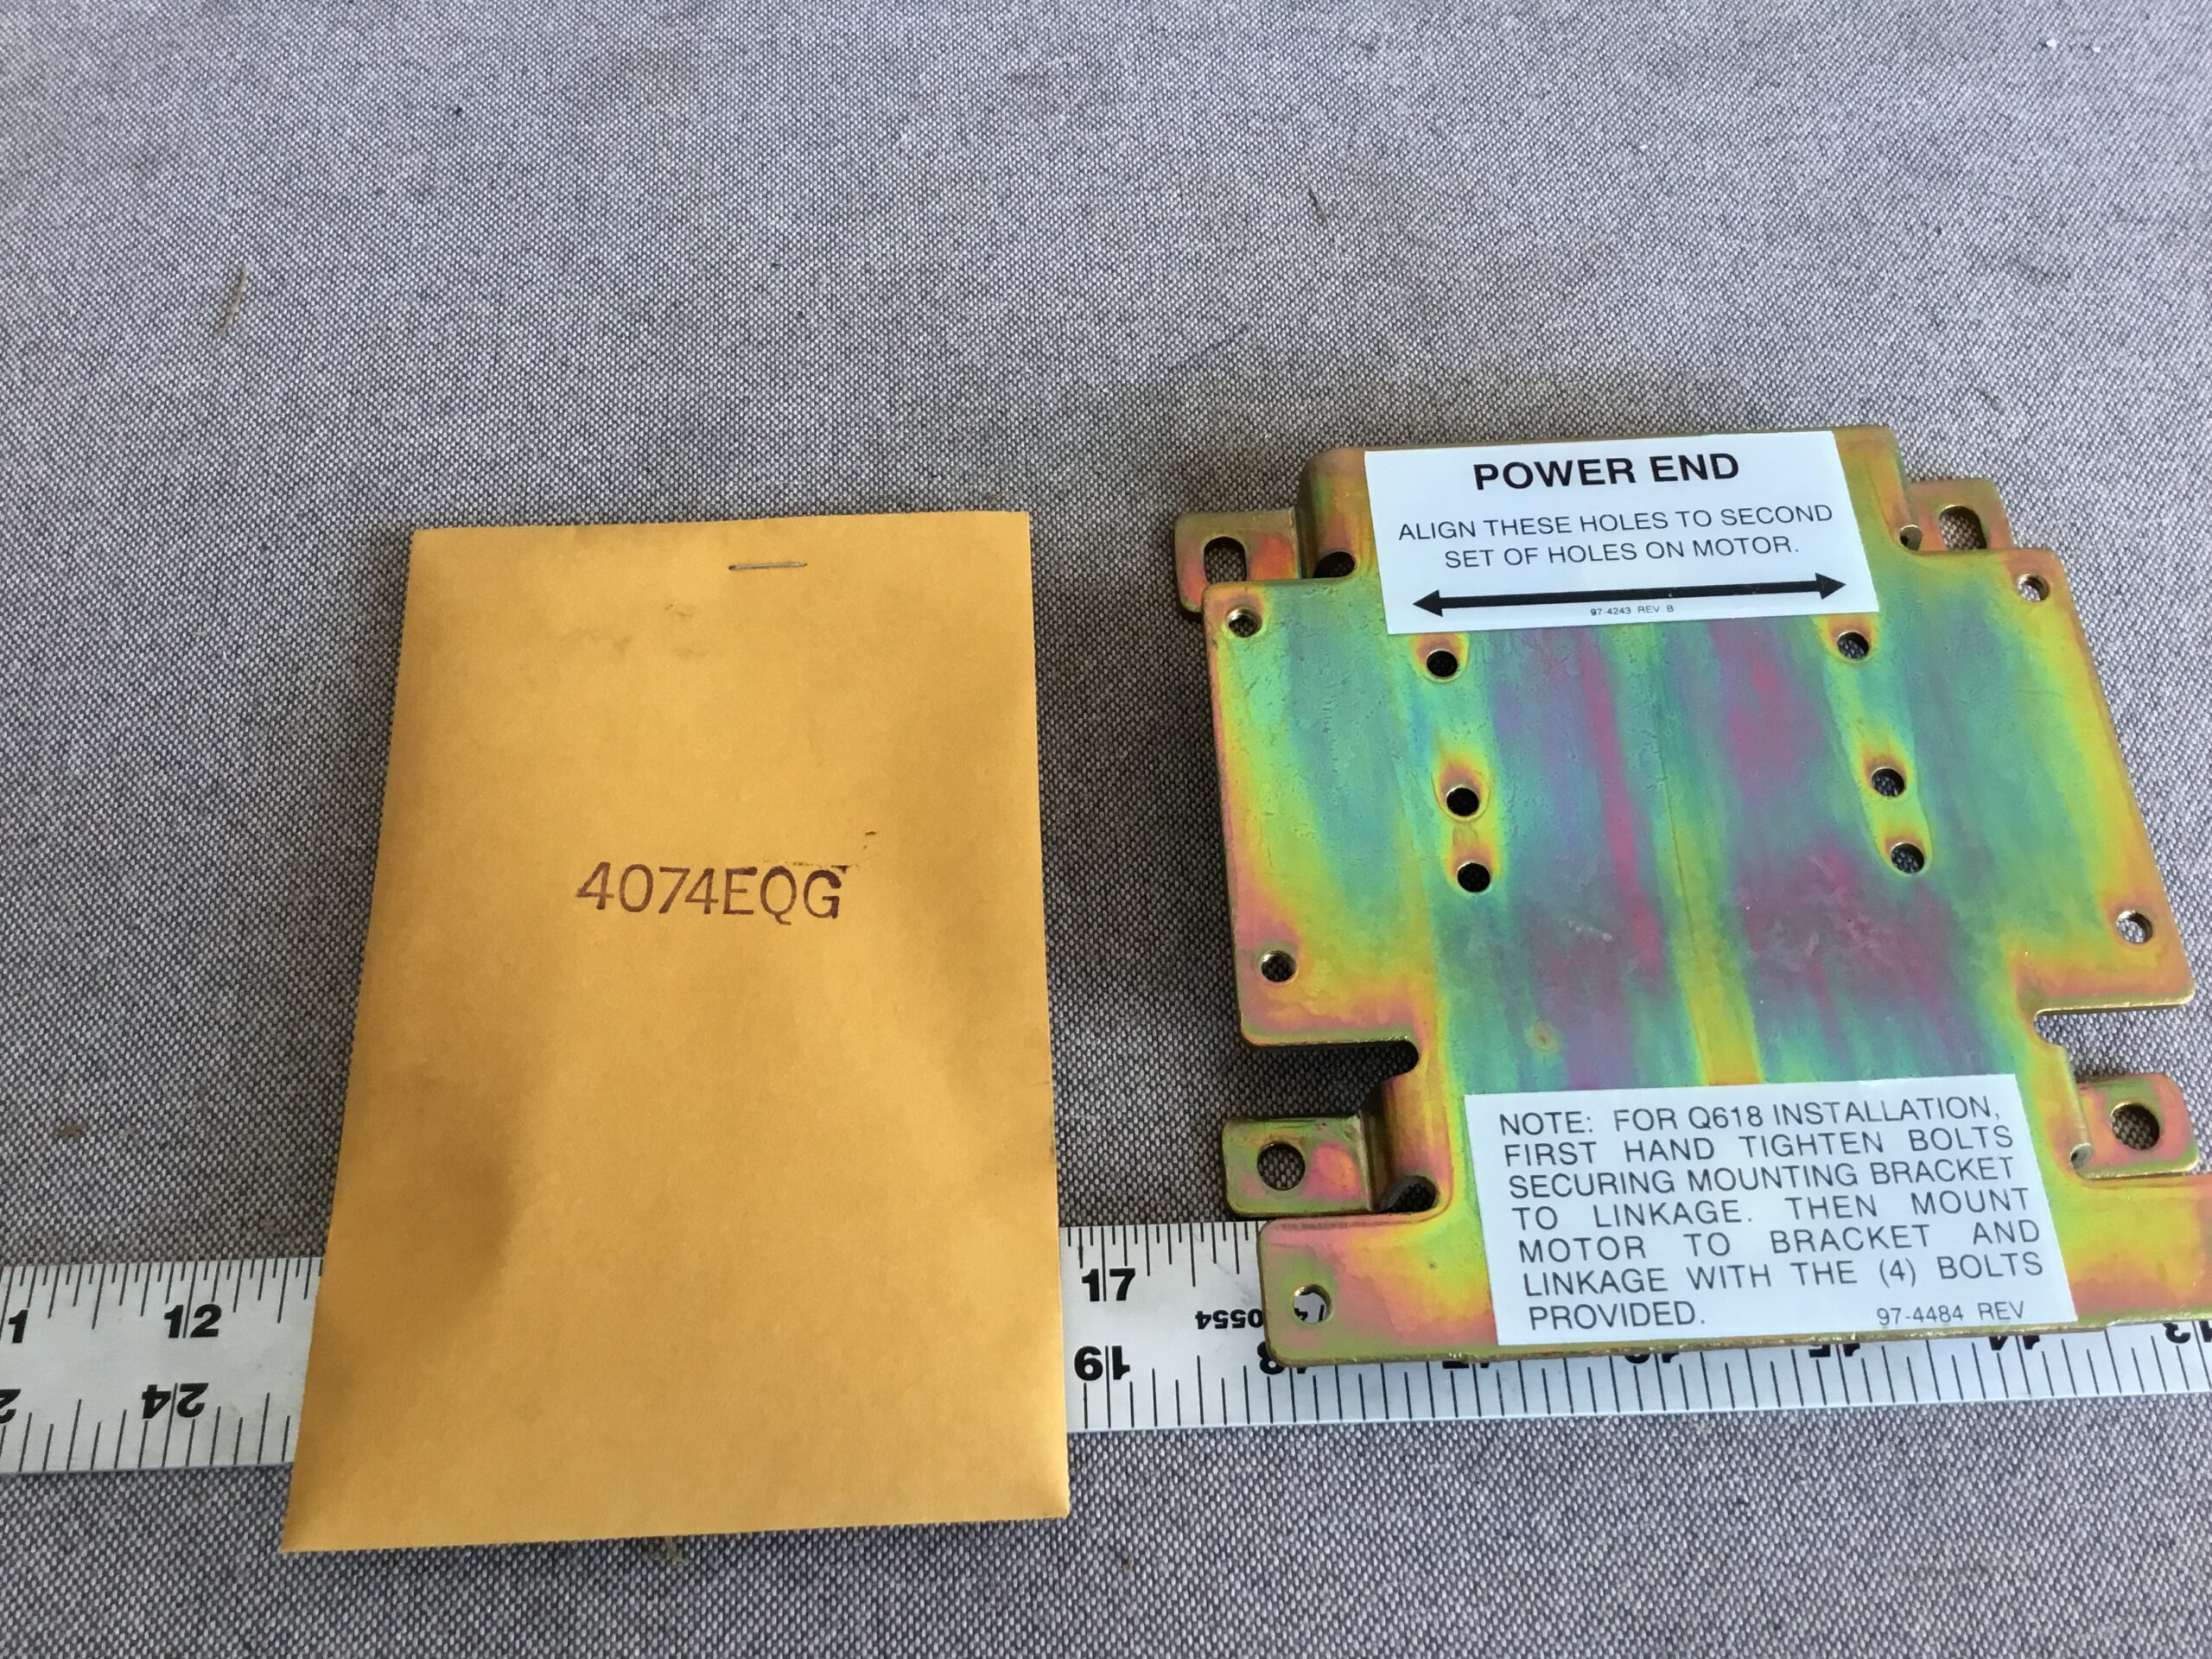 4074EQG
POWER END
ALIGN THESE HOLES TO SECOND
SET OF HOLES ON MOTOR.
97-4243 REV B
NOTE: FOR Q618 INSTALLATION,
FIRST HAND TIGHTEN BOLTS
SECURING MOUNTING BRACKET
TO LINKAGE. THEN MOUNT
MOTOR TO BRACKET AND
LINKAGE WITH THE (4) BOLTS
PROVIDED.
97-4484 REV
12
17
24
19